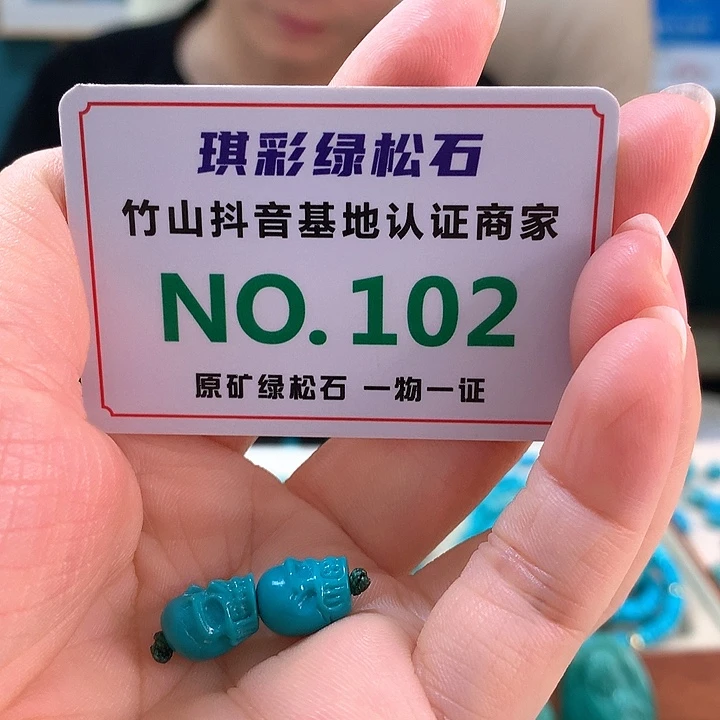 琪彩绿松石
竹山抖音基地认证商家
NO.102
原矿绿松石 一物一证